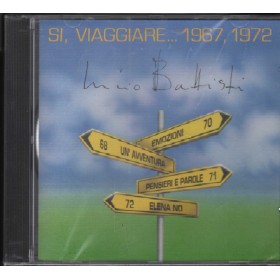 SI, VIAGGIARE... 1967, 1972
Lucio Battisti
EMOZIONI 70
68 UN' AVVENTURA
PENSIERI E PAROLE 71
72 ELENA NO